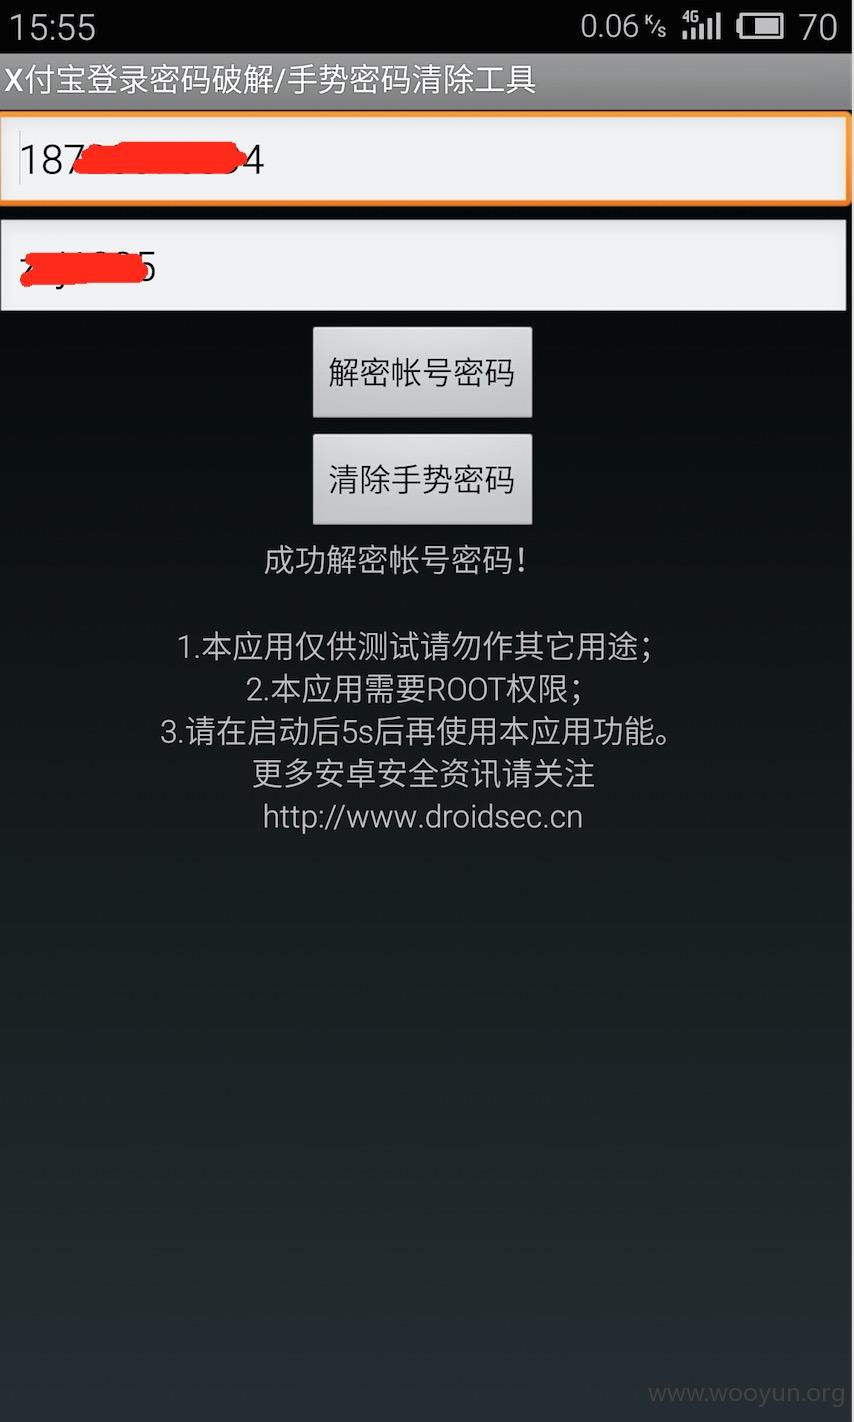 15:55
0.06 K/s 4G 70
X付宝登录密码破解/手势密码清除工具
187 4
5
解密帐号密码
清除手势密码
成功解密帐号密码！
1.本应用仅供测试请勿作其它用途；
2.本应用需要ROOT权限；
3.请在启动后5s后再使用本应用功能。
更多安卓安全资讯请关注
http://www.droidsec.cn
www.wooyun.org